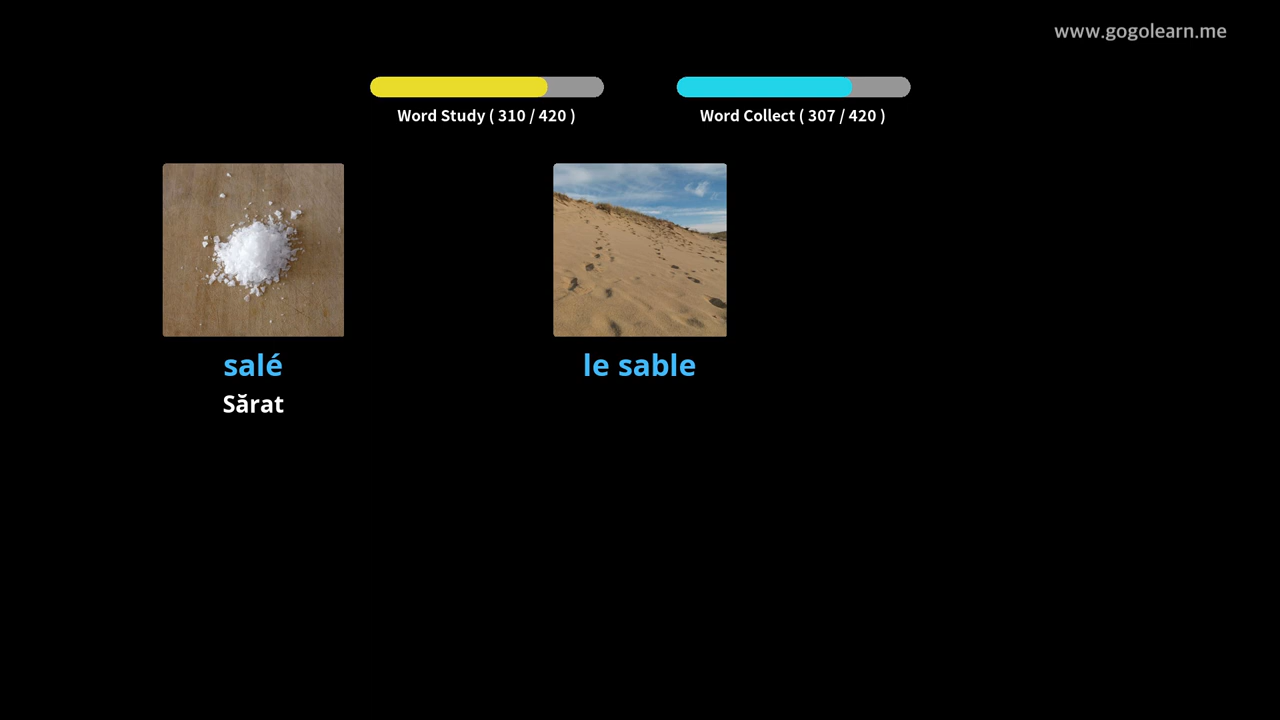 www.gogolearn.me
Word Study ( 310 / 420 )
Word Collect ( 307 / 420 )
salé
Sărat
le sable